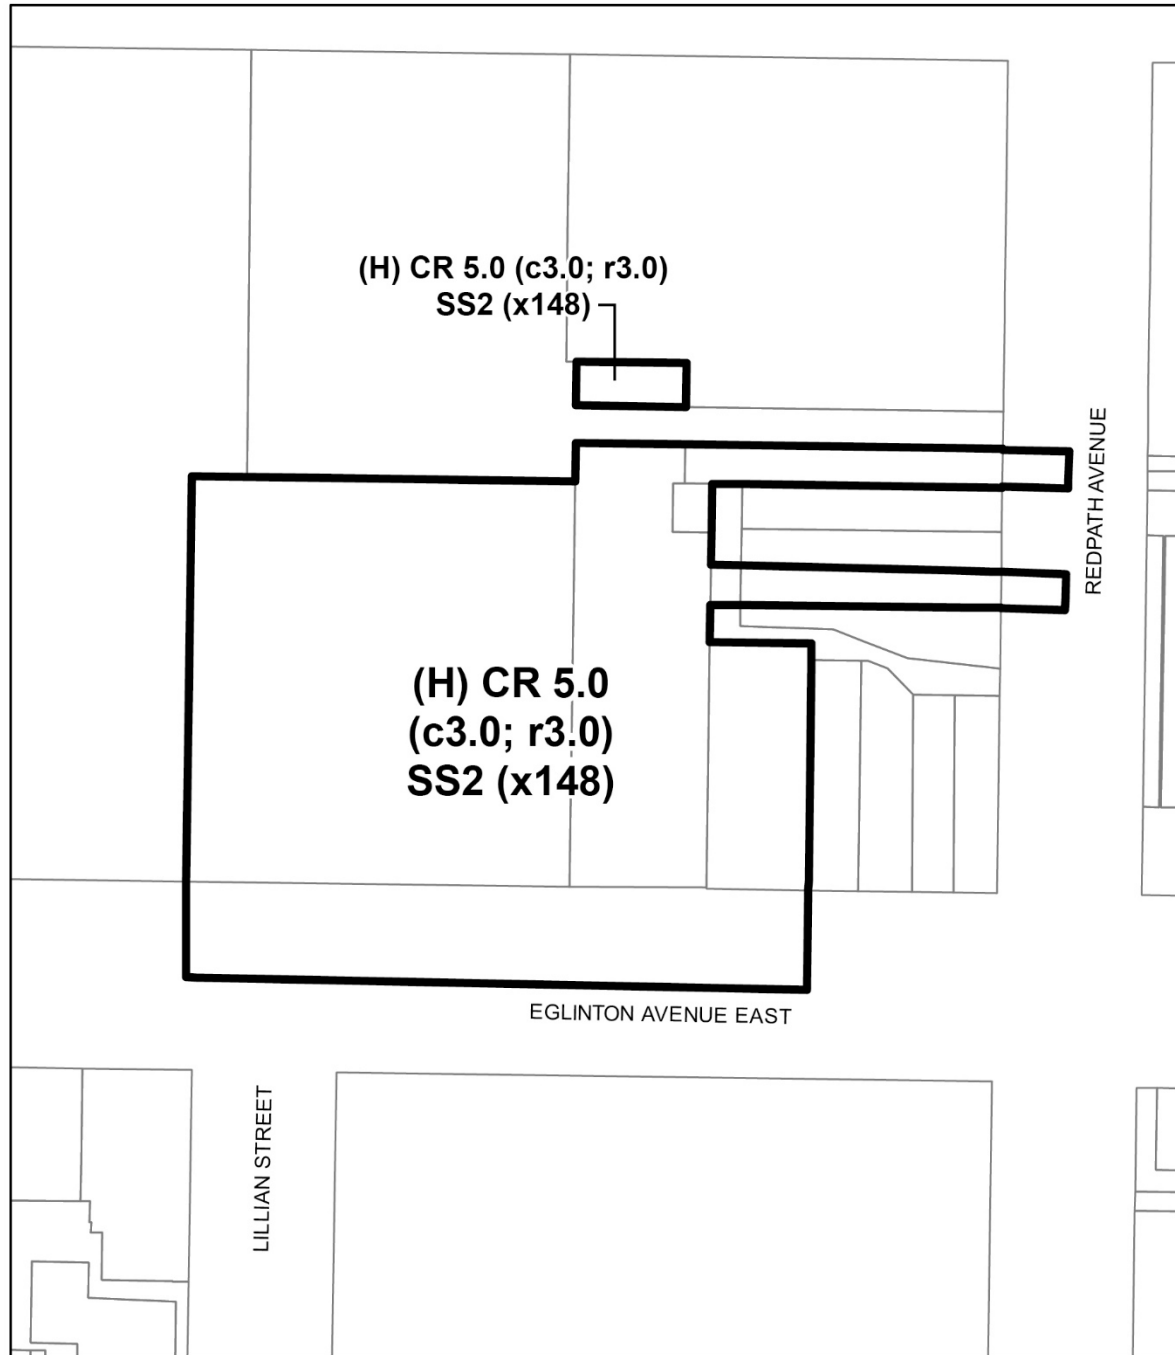 (H) CR 5.0 (c3.0; r3.0)
SS2 (x148)
REDPATH AVENUE
(H) CR 5.0
(c3.0; r3.0)
SS2 (x148)
EGLINTON AVENUE EAST
LILLIAN STREET